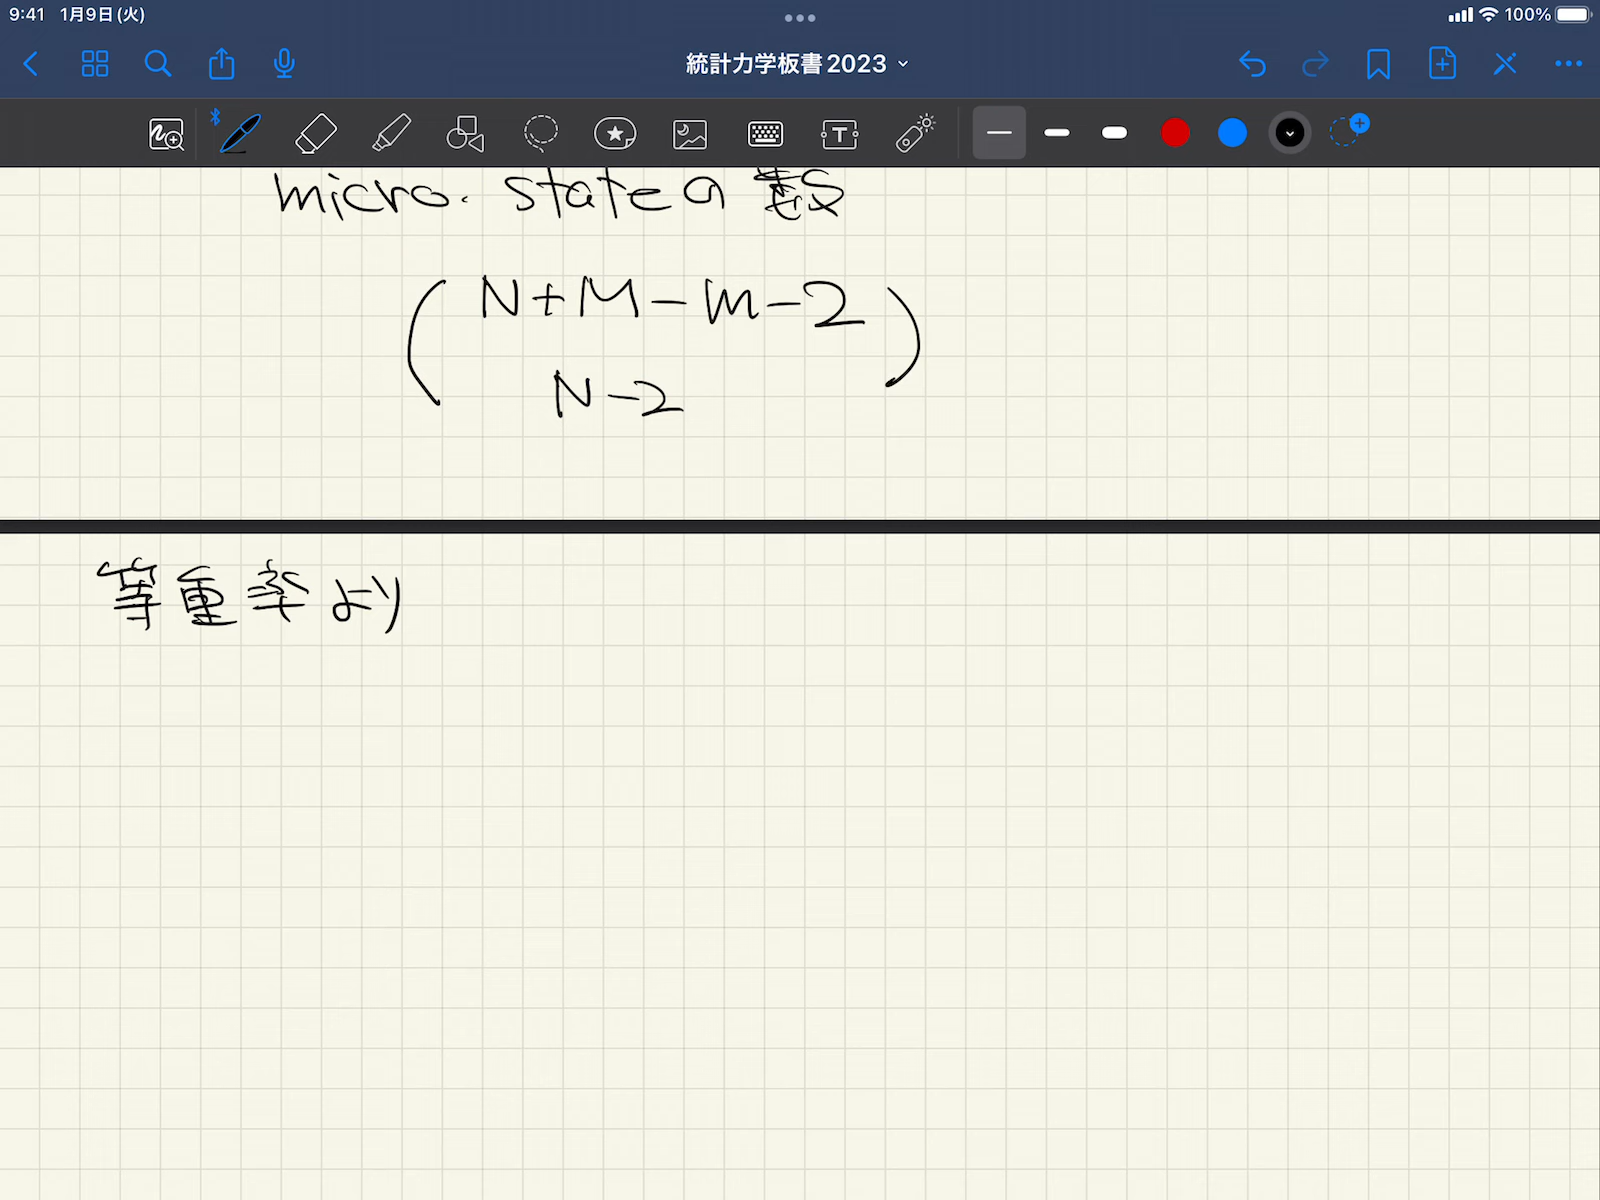 9:41 1月9日(火) 100%
統計力学板書2023
T
micro. stateの数
( N+M-m-2
N-2 )
等重率より